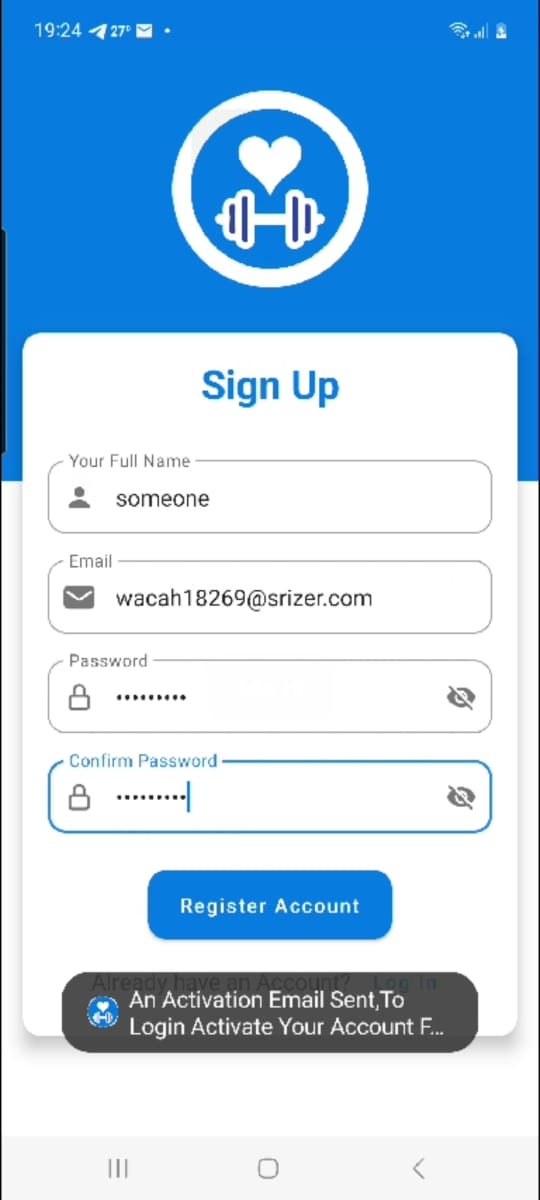 19:24 27°
Sign Up
Your Full Name
someone
Email
wacah18269@srizer.com
Password
•••••••••
Confirm Password
•••••••••
Register Account
Already have an Account? Log In
An Activation Email Sent,To
Login Activate Your Account F...